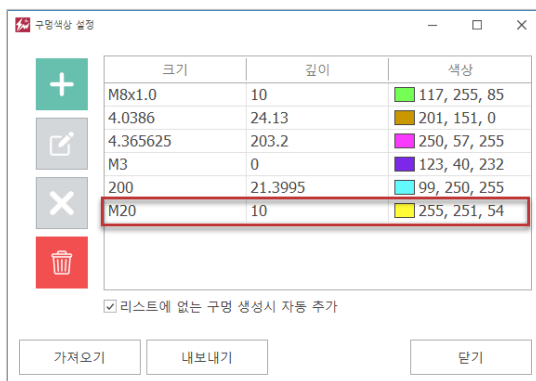 구멍색상 설정
크기 깊이 색상
M8x1.0 10 117, 255, 85
4.0386 24.13 201, 151, 0
4.365625 203.2 250, 57, 255
M3 0 123, 40, 232
200 21.3995 99, 250, 255
M20 10 255, 251, 54
리스트에 없는 구멍 생성시 자동 추가
가져오기 내보내기 닫기